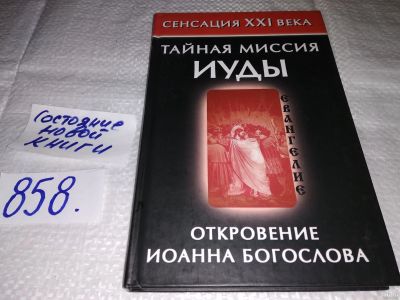 СЕНСАЦИЯ XXI ВЕКА
ТАЙНАЯ МИССИЯ
ИУДЫ
ЕВАНГЕЛИЕ
ОТКРОВЕНИЕ
ИОАННА БОГОСЛОВА
Состояние
новой
книги
858.